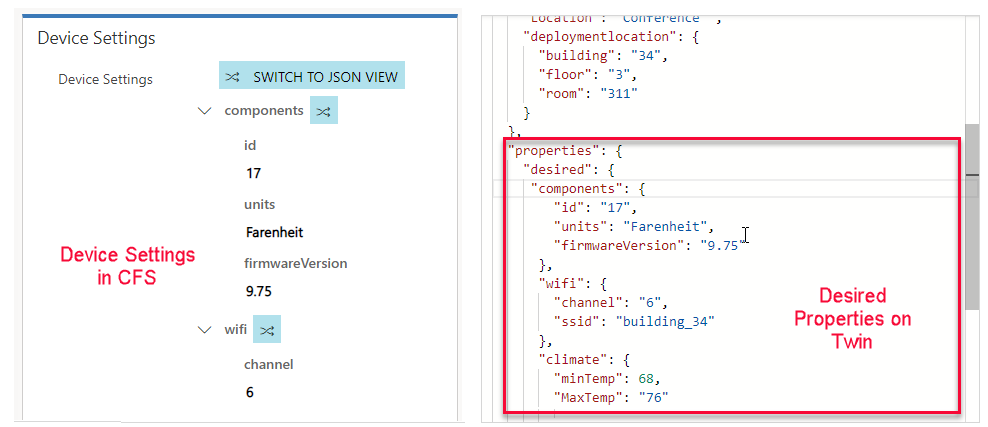 Device Settings
Device Settings
SWITCH TO JSON VIEW
components
id
17
units
Farenheit
firmwareVersion
9.75
wifi
channel
6
Device Settings
in CFS
"Location": "Conference",
"deploymentlocation": {
"building": "34",
"floor": "3",
"room": "311"
}
},
"properties": {
"desired": {
"components": {
"id": "17",
"units": "Farenheit",
"firmwareVersion": "9.75"
},
"wifi": {
"channel": "6",
"ssid": "building_34"
},
"climate": {
"minTemp": 68,
"MaxTemp": "76"
Desired
Properties on
Twin